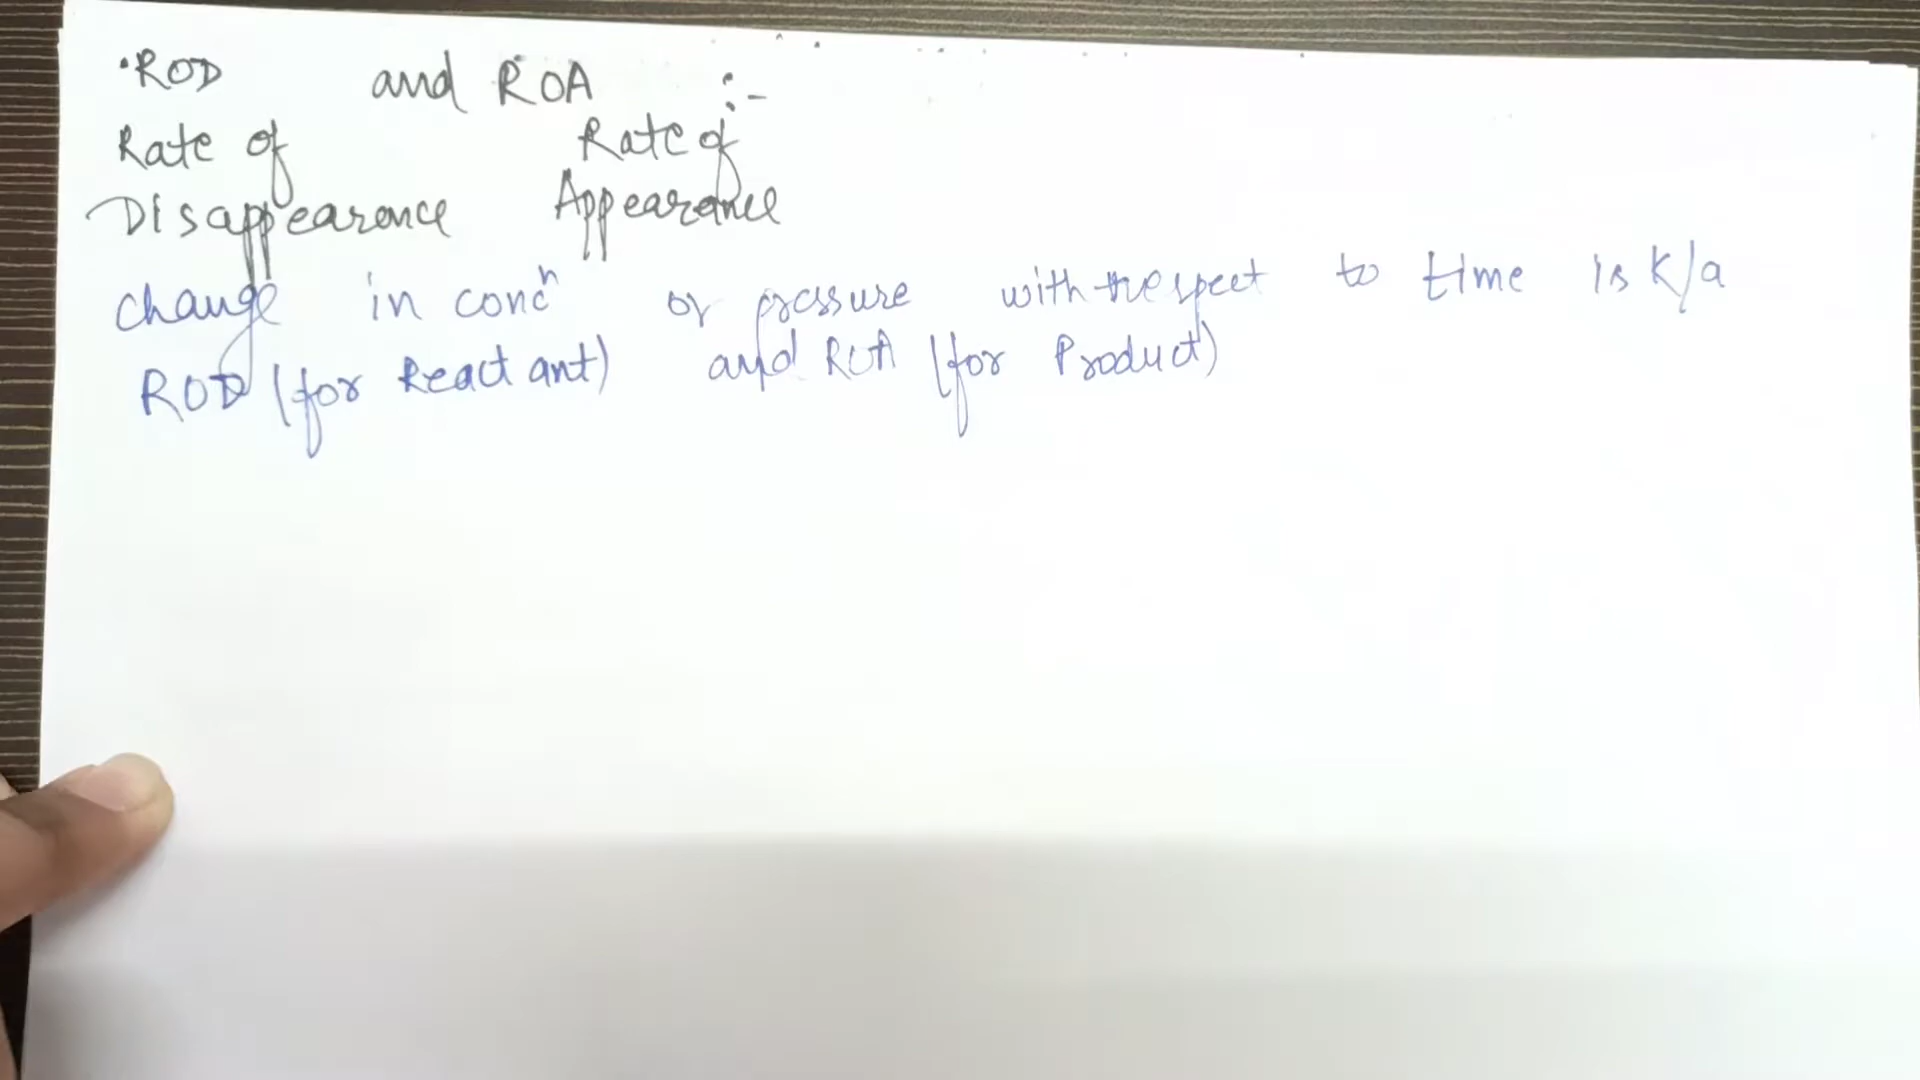 •ROD and ROA :-
Rate of Rate of
Disappearence Appearance
change in concⁿ or pressure with respect to time is K/a
ROD (for Reactant) and ROA (for Product)